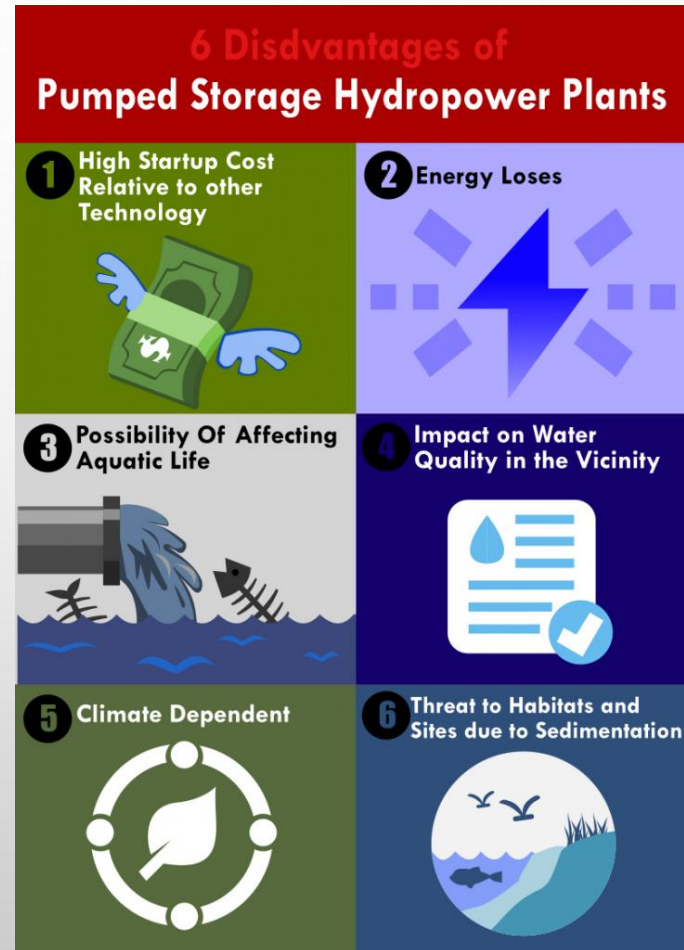 6 Disdvantages of
Pumped Storage Hydropower Plants
1
High Startup Cost
Relative to other
Technology
$
2
Energy Loses
3
Possibility Of Affecting
Aquatic Life
4
Impact on Water
Quality in the Vicinity
5
Climate Dependent
6
Threat to Habitats and
Sites due to Sedimentation